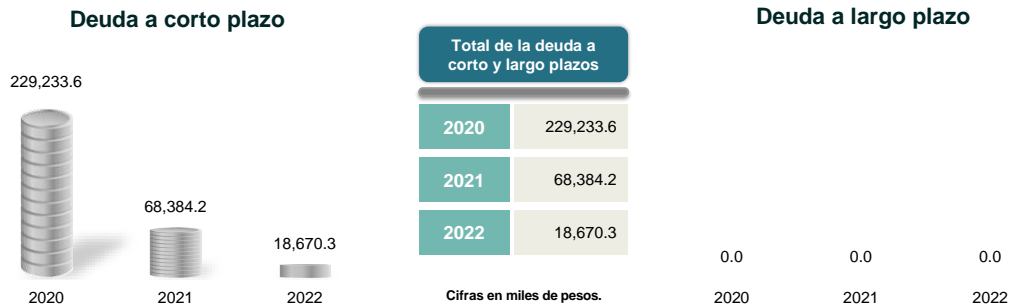 Deuda a corto plazo
229,233.6
68,384.2
18,670.3
2020 2021 2022
Total de la deuda a
corto y largo plazos
2020 229,233.6
2021 68,384.2
2022 18,670.3
Cifras en miles de pesos.
Deuda a largo plazo
0.0 0.0 0.0
2020 2021 2022